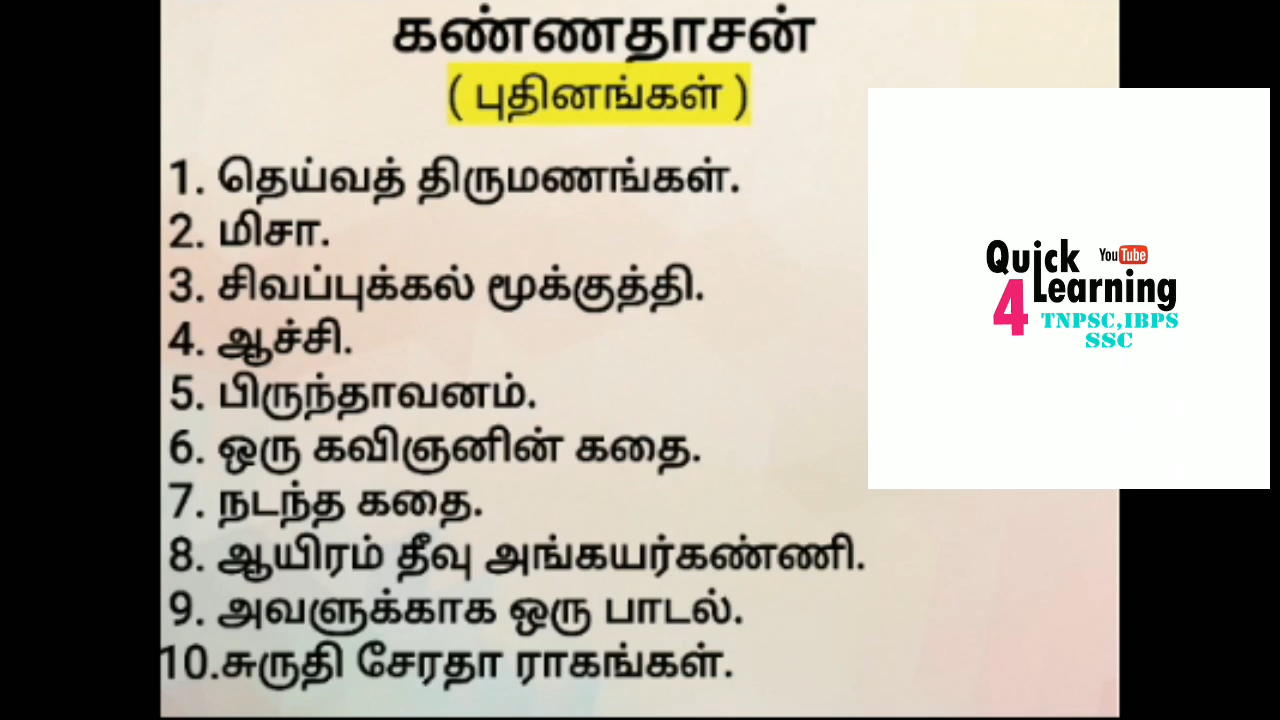 கண்ணதாசன்
( புதினங்கள் )
1. தெய்வத் திருமணங்கள்.
2. மிசா.
3. சிவப்புக்கல் மூக்குத்தி.
4. ஆச்சி.
5. பிருந்தாவனம்.
6. ஒரு கவிஞனின் கதை.
7. நடந்த கதை.
8. ஆயிரம் தீவு அங்கயர்கண்ணி.
9. அவளுக்காக ஒரு பாடல்.
10.சுருதி சேரதா ராகங்கள்.
Quick YouTube
4 Learning
TNPSC,IBPS
SSC